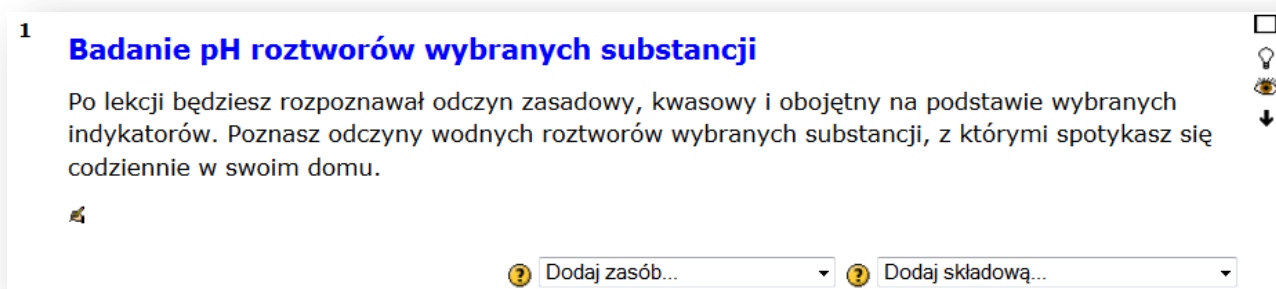 1
Badanie pH roztworów wybranych substancji
Po lekcji będziesz rozpoznawał odczyn zasadowy, kwasowy i obojętny na podstawie wybranych
indykatorów. Poznasz odczyny wodnych roztworów wybranych substancji, z którymi spotykasz się
codziennie w swoim domu.
? Dodaj zasób... ? Dodaj składową...